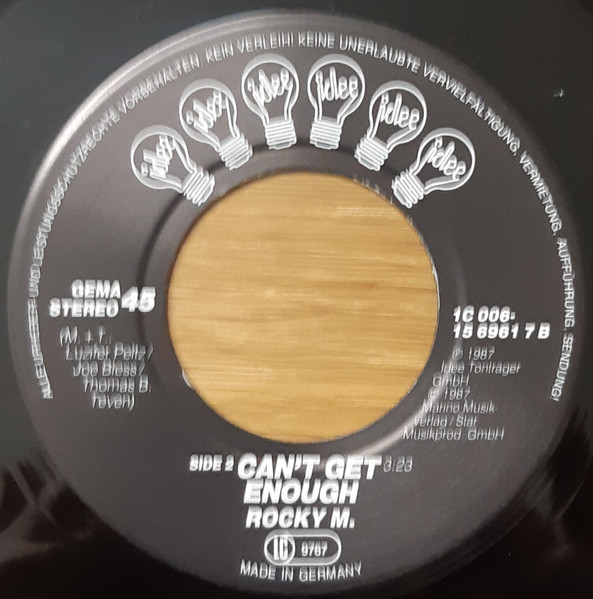 ALLE URHEBER- UND LEISTUNGSSCHUTZRECHTE VORBEHALTEN. KEIN VERLEIH! KEINE UNERLAUBTE VERVIELFÄLTIGUNG, VERMIETUNG, AUFFÜHRUNG, SENDUNG!
idee idee idee idee idee idee
GEMA
STEREO 45
(M. + T.:
Luzifer Peltz /
Joe Bless /
Thomas B.
Teven)
1C 006-
15 6961 7 B
℗ 1987
Idee Tonträger
GmbH
© 1987
Marino Musik-
verlag / Star
Musikprod. GmbH
SIDE 2 CAN'T GET 3:23
ENOUGH
ROCKY M.
LC 9767
MADE IN GERMANY